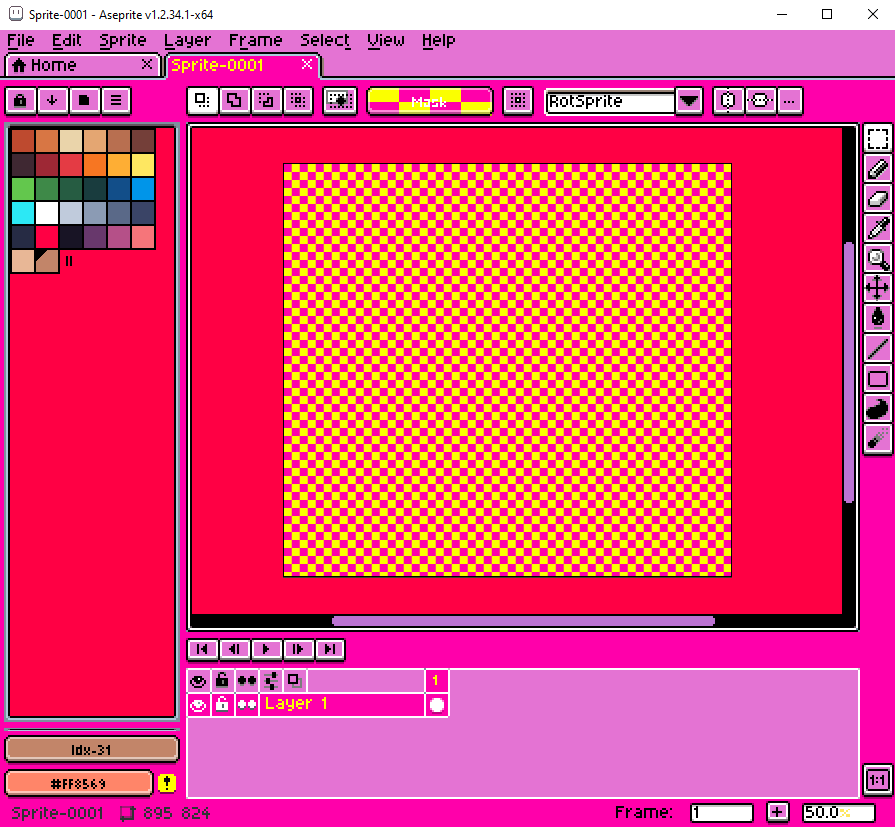 Sprite-0001 - Aseprite v1.2.34.1-x64
File Edit Sprite Layer Frame Select View Help
Home Sprite-0001
Mask RotSprite ...
1
Layer 1
Idx-31
#FF8569
1:1
Sprite-0001 895 824 Frame: 1 50.0%